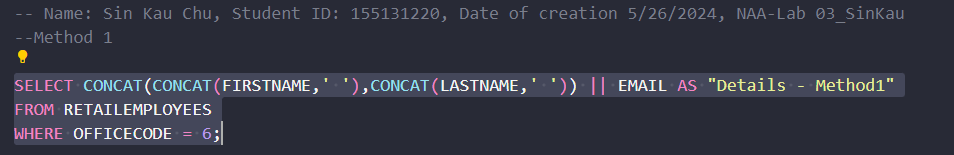 -- Name: Sin Kau Chu, Student ID: 155131220, Date of creation 5/26/2024, NAA-Lab 03_SinKau
--Method 1
SELECT CONCAT(CONCAT(FIRSTNAME,' '),CONCAT(LASTNAME,' ')) || EMAIL AS "Details - Method1"
FROM RETAILEMPLOYEES
WHERE OFFICECODE = 6;